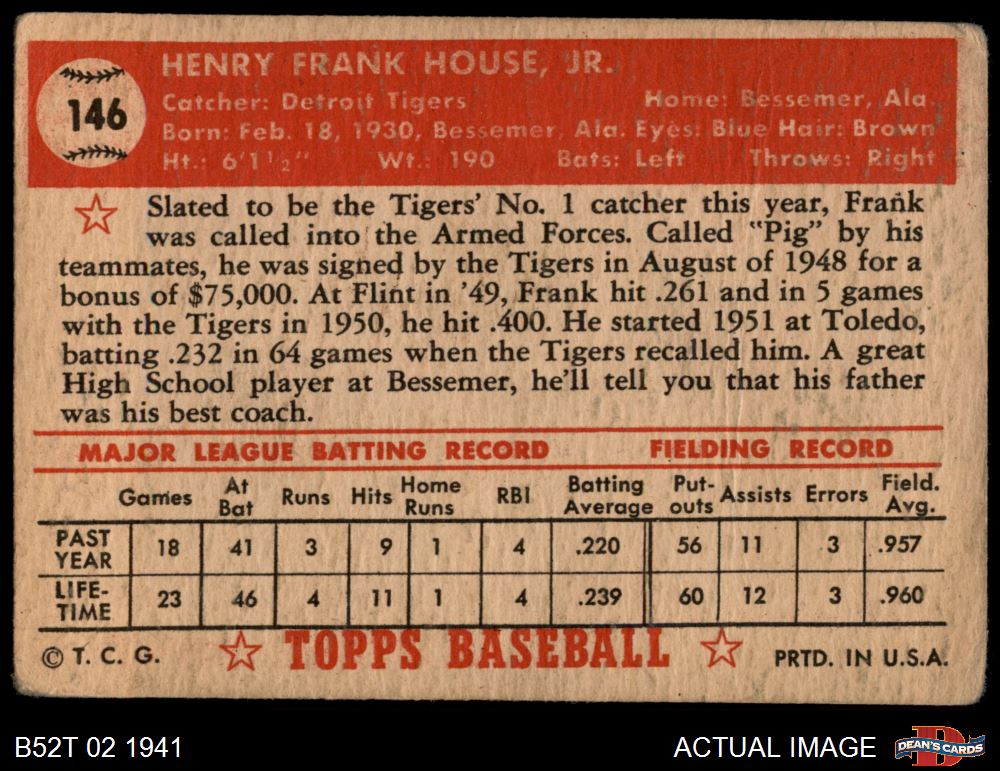 146
HENRY FRANK HOUSE, JR.
Catcher: Detroit Tigers Home: Bessemer, Ala.
Born: Feb. 18, 1930, Bessemer, Ala. Eyes: Blue Hair: Brown
Ht.: 6'1½" Wt.: 190 Bats: Left Throws: Right
Slated to be the Tigers' No. 1 catcher this year, Frank
was called into the Armed Forces. Called "Pig" by his
teammates, he was signed by the Tigers in August of 1948 for a
bonus of $75,000. At Flint in '49, Frank hit .261 and in 5 games
with the Tigers in 1950, he hit .400. He started 1951 at Toledo,
batting .232 in 64 games when the Tigers recalled him. A great
High School player at Bessemer, he'll tell you that his father
was his best coach.
MAJOR LEAGUE BATTING RECORD FIELDING RECORD
Games At Bat Runs Hits Home Runs RBI Batting Average Put-outs Assists Errors Field. Avg.
PAST YEAR 18 41 3 9 1 4 .220 56 11 3 .957
LIFE-TIME 23 46 4 11 1 4 .239 60 12 3 .960
© T. C. G. TOPPS BASEBALL PRTD. IN U.S.A.
B52T 02 1941 ACTUAL IMAGE DEAN'S CARDS